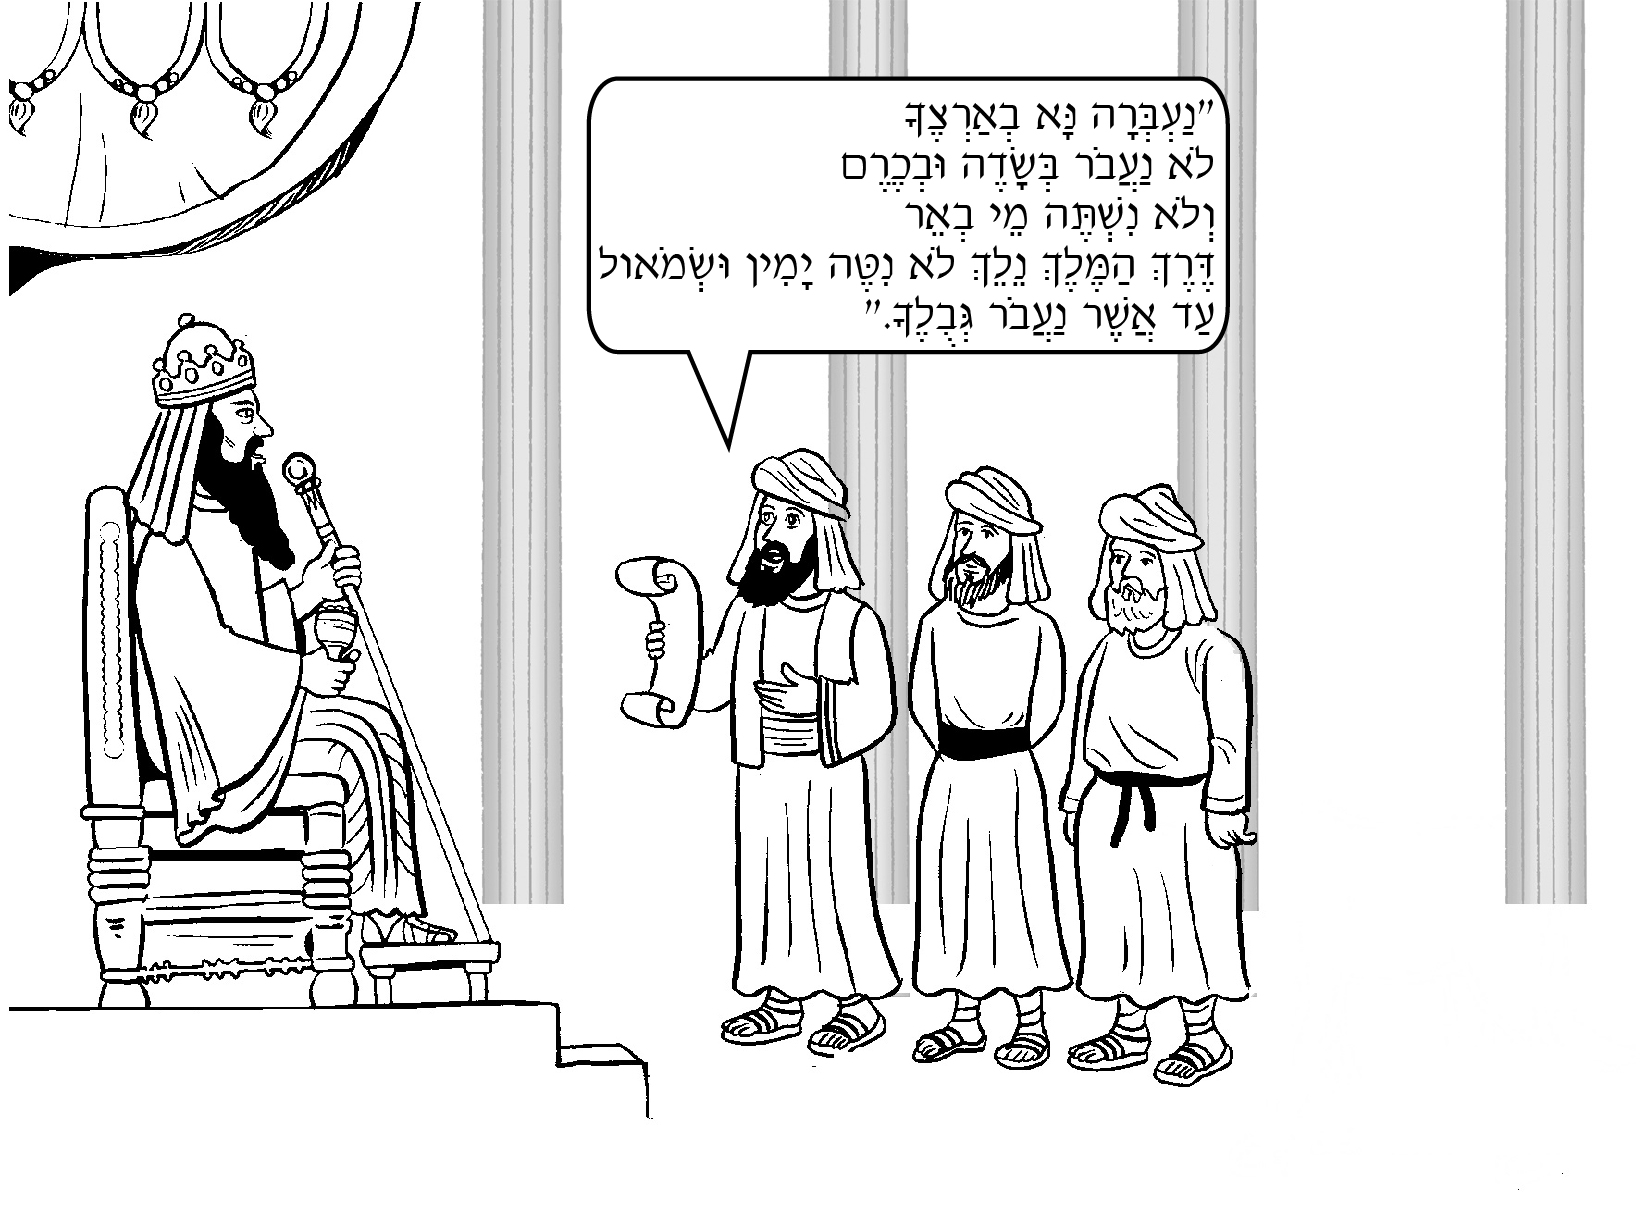 "נַעְבְּרָה נָּא בְאַרְצֶךָ
לֹא נַעֲבֹר בְּשָׂדֶה וּבְכֶרֶם
וְלֹא נִשְׁתֶּה מֵי בְאֵר
דֶּרֶךְ הַמֶּלֶךְ נֵלֵךְ לֹא נִטֶּה יָמִין וּשְׂמֹאול
עַד אֲשֶׁר נַעֲבֹר גְּבֻלֶךָ."